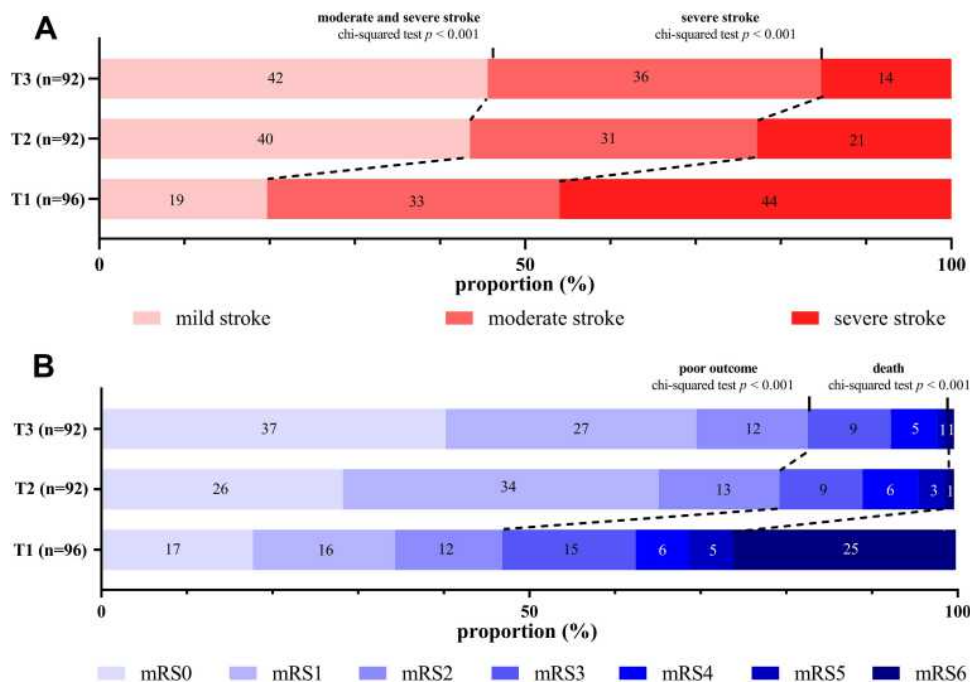 A
moderate and severe stroke
chi-squared test p < 0.001
severe stroke
chi-squared test p < 0.001
T3 (n=92)
42
36
14
T2 (n=92)
40
31
21
T1 (n=96)
19
33
44
0
50
100
proportion (%)
mild stroke
moderate stroke
severe stroke
B
poor outcome
chi-squared test p < 0.001
death
chi-squared test p < 0.001
T3 (n=92)
37
27
12
9
5
1
1
T2 (n=92)
26
34
13
9
6
3
1
T1 (n=96)
17
16
12
15
6
5
25
0
50
100
proportion (%)
mRS0
mRS1
mRS2
mRS3
mRS4
mRS5
mRS6